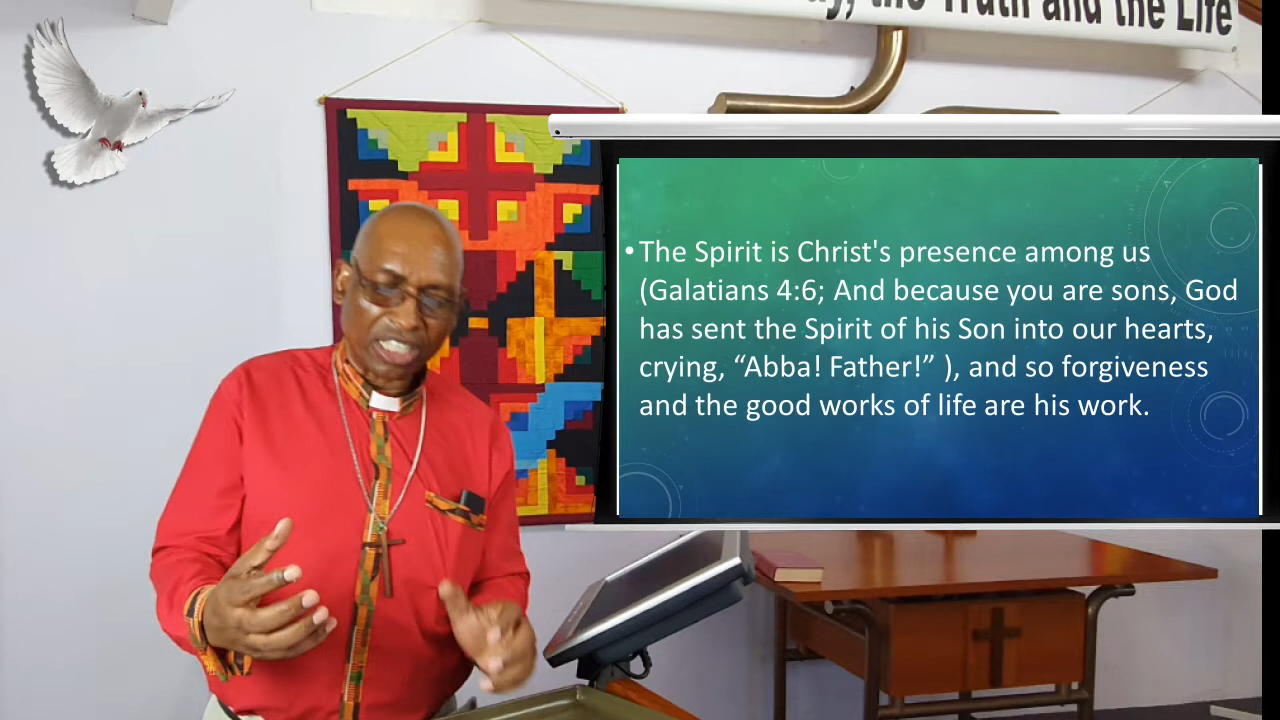 the Truth and the Life
• The Spirit is Christ's presence among us
(Galatians 4:6; And because you are sons, God
has sent the Spirit of his Son into our hearts,
crying, “Abba! Father!” ), and so forgiveness
and the good works of life are his work.